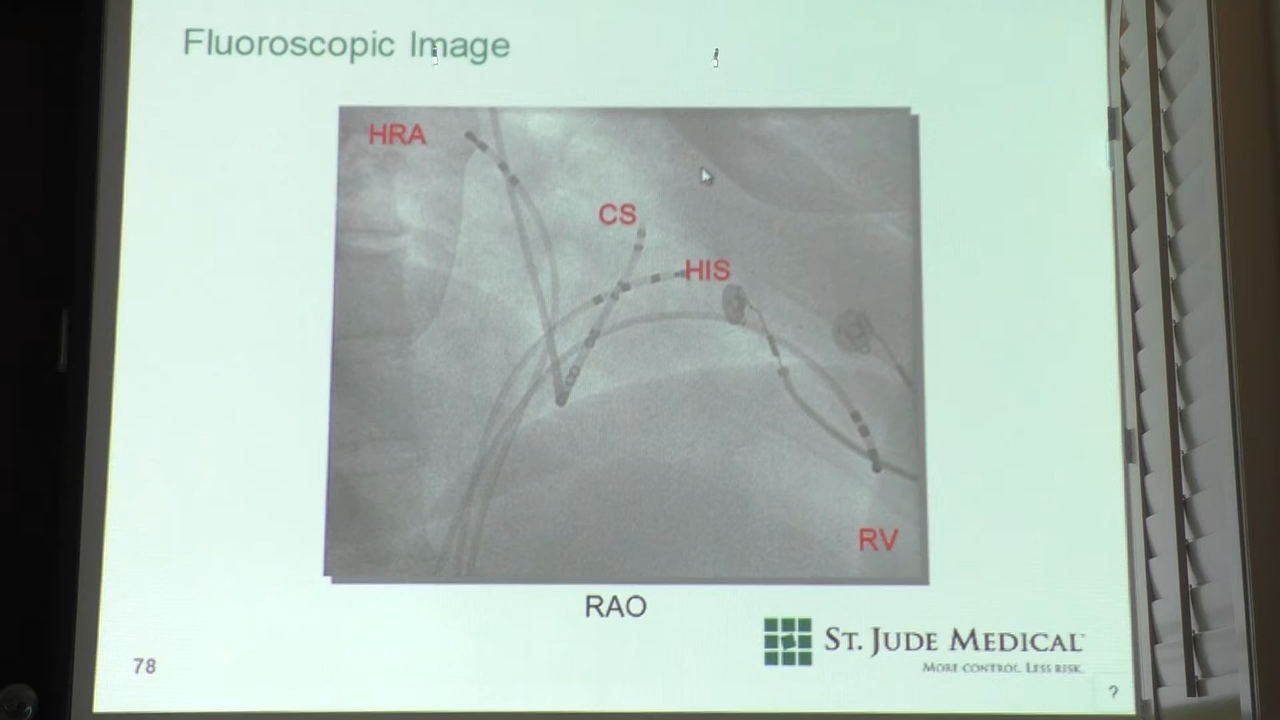 Fluoroscopic Image
HRA
CS
HIS
RV
RAO
ST. JUDE MEDICAL
MORE CONTROL. LESS RISK.
78
?